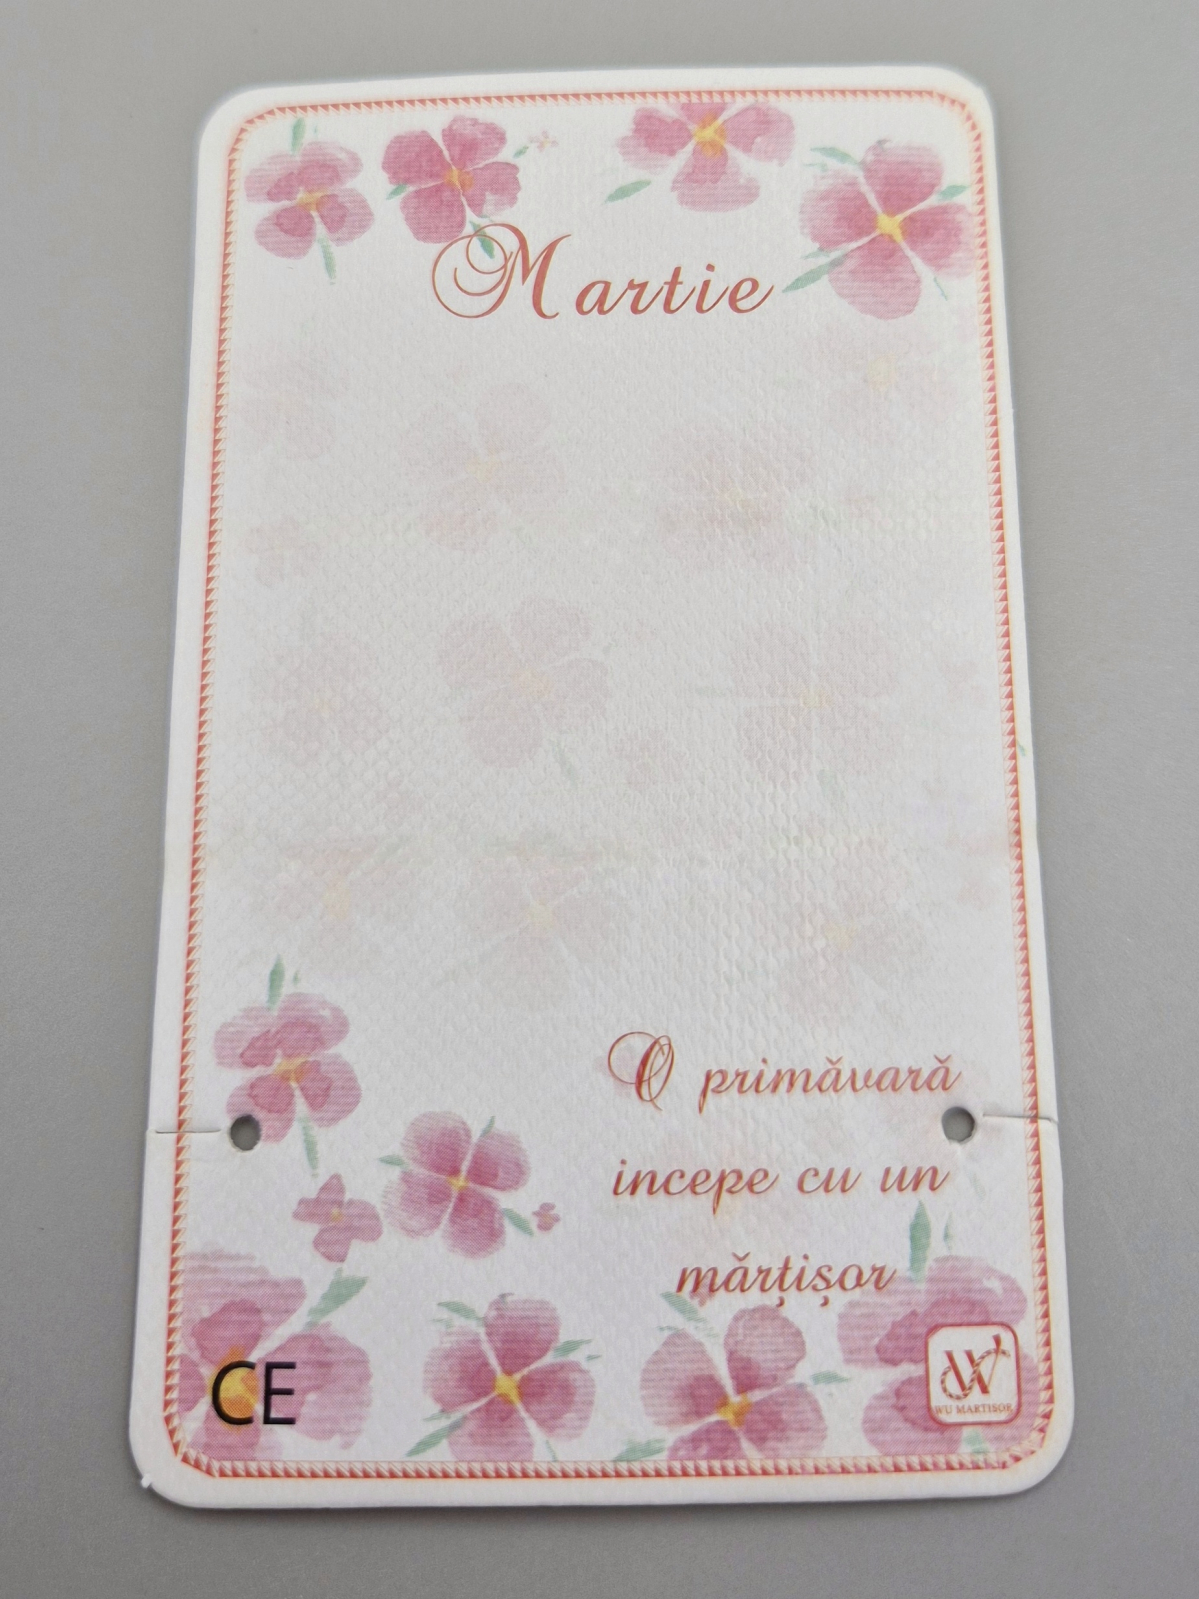 Martie
O primăvară
incepe cu un
mărțișor
CE
WU MARTISOR